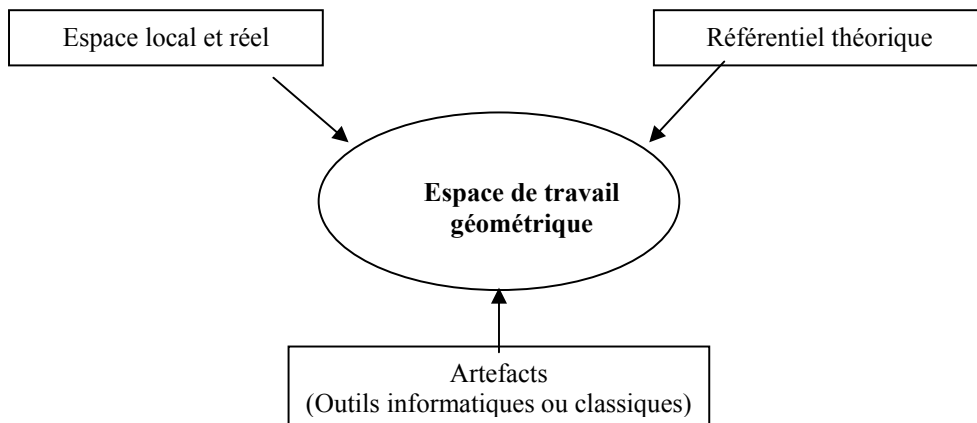 Espace local et réel
Référentiel théorique
Espace de travail
géométrique
Artefacts
(Outils informatiques ou classiques)